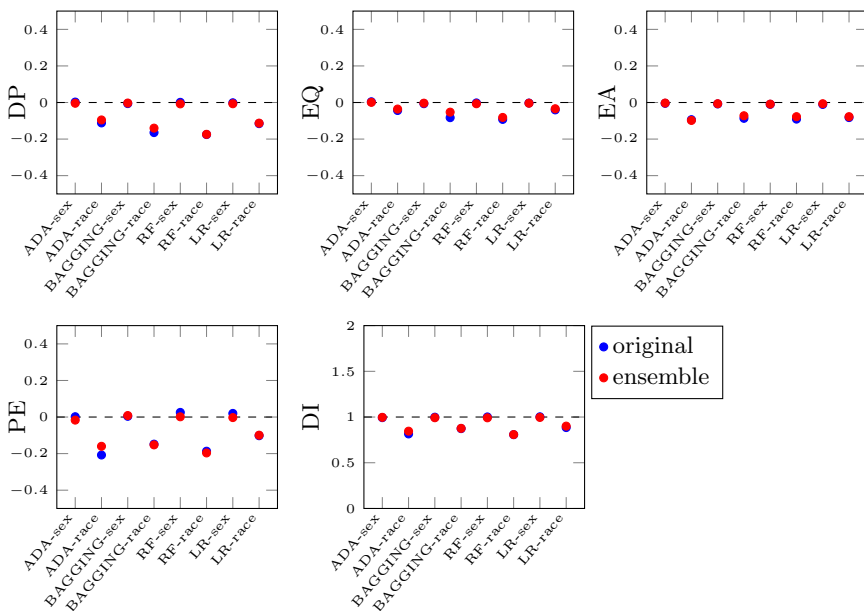 0.4
0.2
0
−0.2
−0.4
DP
ADA-sex
ADA-race
BAGGING-sex
BAGGING-race
RF-sex
RF-race
LR-sex
LR-race
0.4
0.2
0
−0.2
−0.4
EQ
ADA-sex
ADA-race
BAGGING-sex
BAGGING-race
RF-sex
RF-race
LR-sex
LR-race
0.4
0.2
0
−0.2
−0.4
EA
ADA-sex
ADA-race
BAGGING-sex
BAGGING-race
RF-sex
RF-race
LR-sex
LR-race
0.4
0.2
0
−0.2
−0.4
PE
ADA-sex
ADA-race
BAGGING-sex
BAGGING-race
RF-sex
RF-race
LR-sex
LR-race
2
1.5
1
0.5
0
DI
ADA-sex
ADA-race
BAGGING-sex
BAGGING-race
RF-sex
RF-race
LR-sex
LR-race
original
ensemble